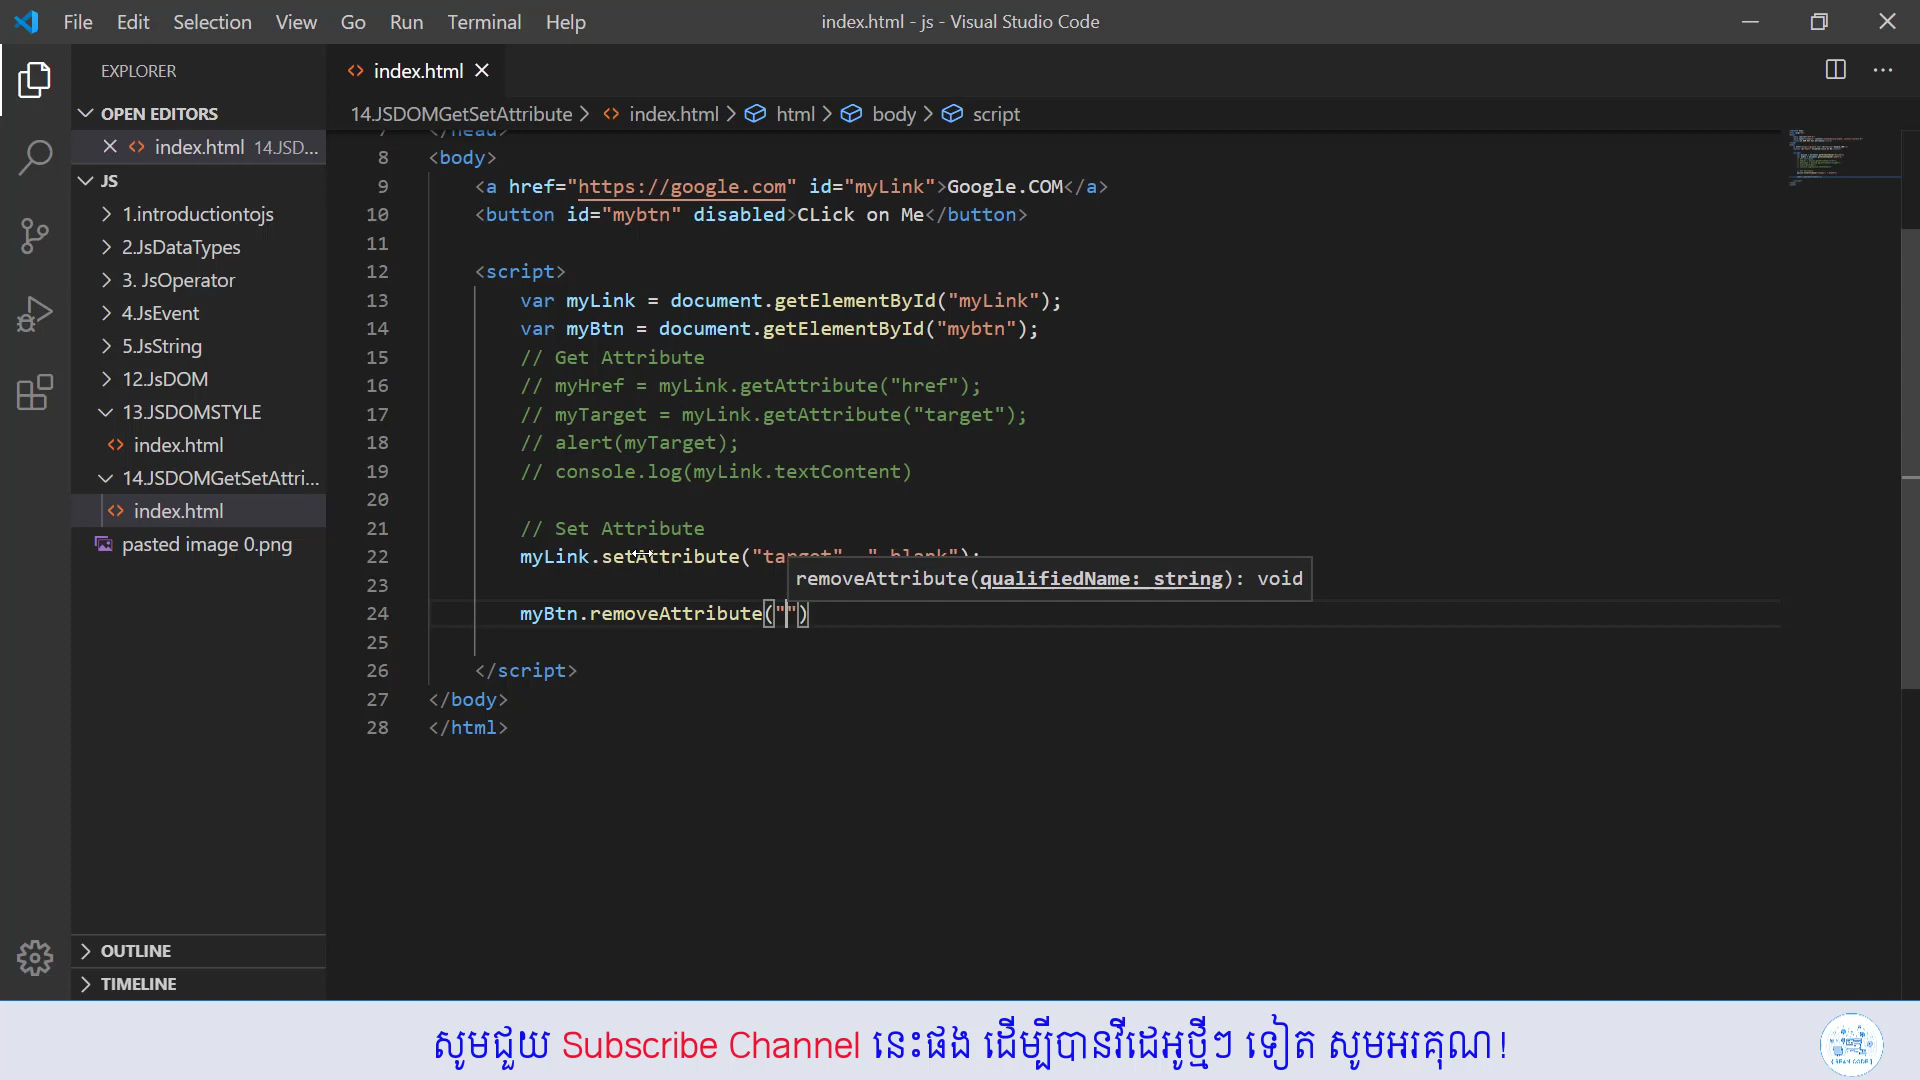 File Edit Selection View Go Run Terminal Help
index.html - js - Visual Studio Code
EXPLORER
OPEN EDITORS
index.html 14.JSD...
JS
1.introductiontojs
2.JsDataTypes
3. JsOperator
4.JsEvent
5.JsString
12.JsDOM
13.JSDOMSTYLE
index.html
14.JSDOMGetSetAttri...
index.html
pasted image 0.png
OUTLINE
TIMELINE
index.html
14.JSDOMGetSetAttribute > index.html > html > body > script
7 </head>
8 <body>
9 <a href="https://google.com" id="myLink">Google.COM</a>
10 <button id="mybtn" disabled>CLick on Me</button>
11
12 <script>
13 var myLink = document.getElementById("myLink");
14 var myBtn = document.getElementById("mybtn");
15 // Get Attribute
16 // myHref = myLink.getAttribute("href");
17 // myTarget = myLink.getAttribute("target");
18 // alert(myTarget);
19 // console.log(myLink.textContent)
20
21 // Set Attribute
22 myLink.setAttribute("target", "_blank");
removeAttribute(qualifiedName: string): void
23
24 myBtn.removeAttribute("")
25
26 </script>
27 </body>
28 </html>
សូមជួយ Subscribe Channel នេះផង ដើម្បីបានវីដេអូថ្មីៗ ទៀត សូមអរគុណ!